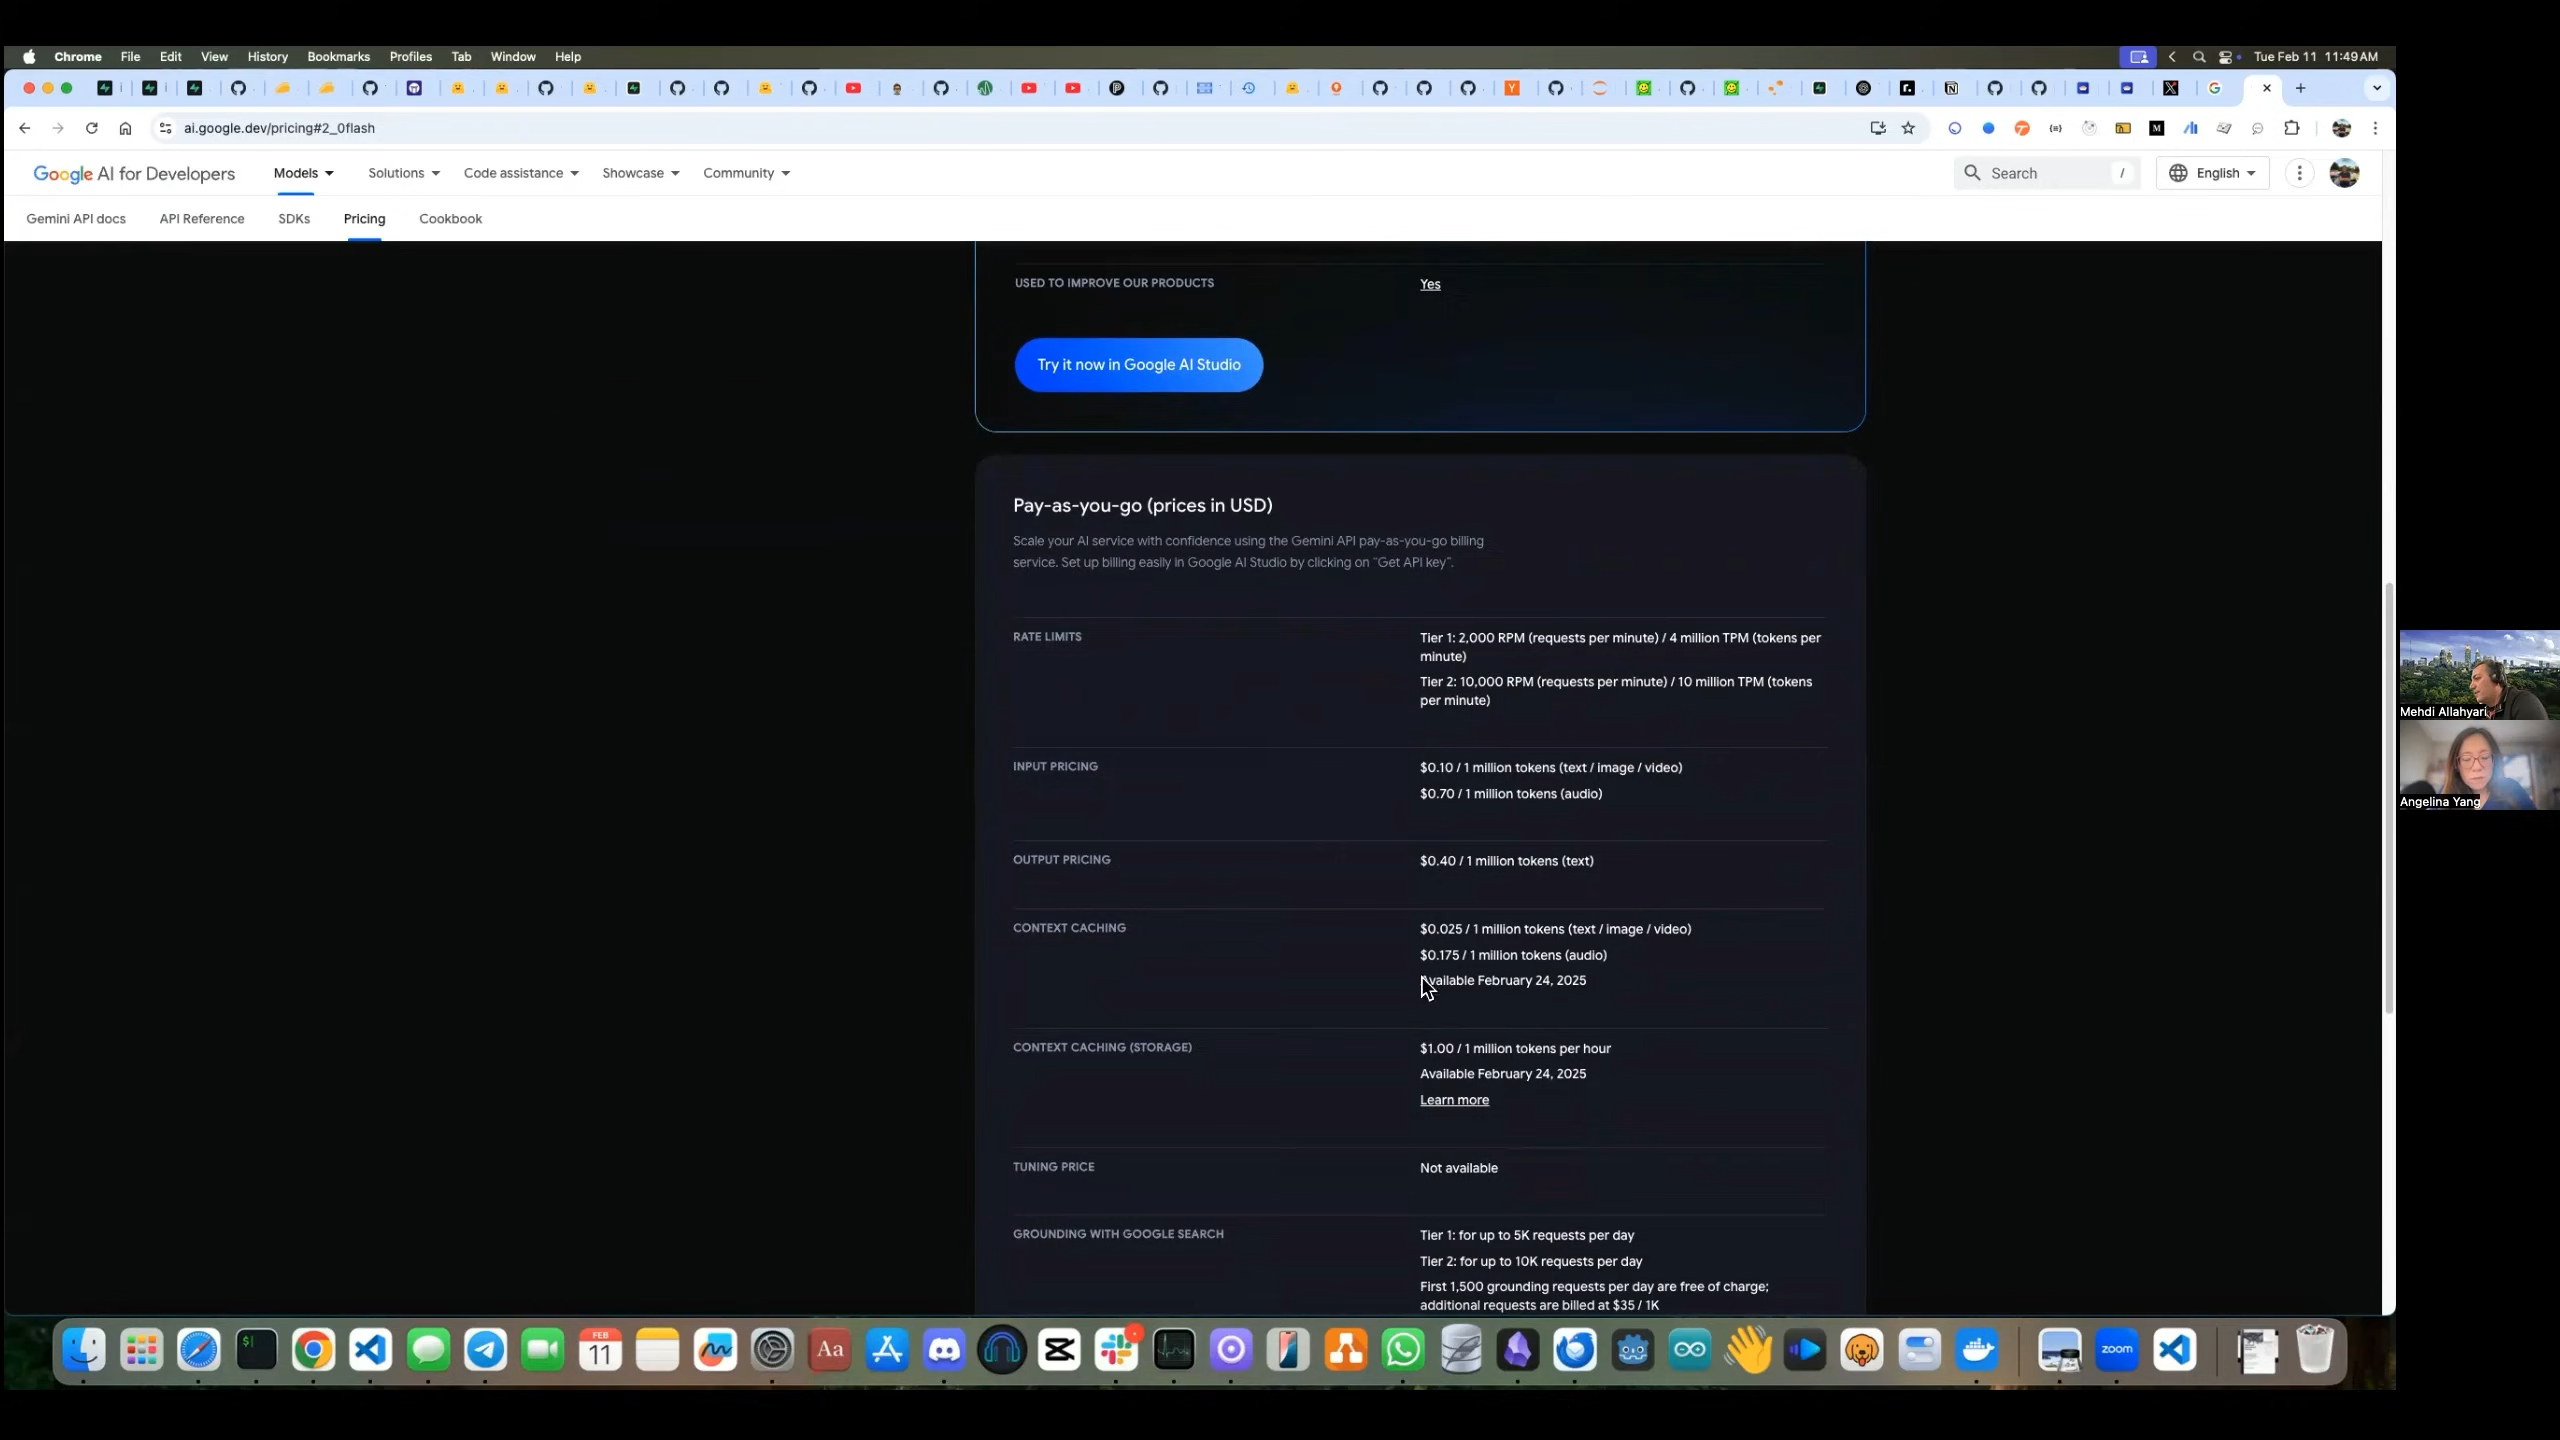 Chrome File Edit View History Bookmarks Profiles Tab Window Help Tue Feb 11 11:49 AM
ai.google.dev/pricing#2_0flash
Google AI for Developers Models Solutions Code assistance Showcase Community Search / English
Gemini API docs API Reference SDKs Pricing Cookbook
USED TO IMPROVE OUR PRODUCTS Yes
Try it now in Google AI Studio
Pay-as-you-go (prices in USD)
Scale your AI service with confidence using the Gemini API pay-as-you-go billing
service. Set up billing easily in Google AI Studio by clicking on "Get API key".
RATE LIMITS Tier 1: 2,000 RPM (requests per minute) / 4 million TPM (tokens per
minute)
Tier 2: 10,000 RPM (requests per minute) / 10 million TPM (tokens
per minute)
INPUT PRICING $0.10 / 1 million tokens (text / image / video)
$0.70 / 1 million tokens (audio)
OUTPUT PRICING $0.40 / 1 million tokens (text)
CONTEXT CACHING $0.025 / 1 million tokens (text / image / video)
$0.175 / 1 million tokens (audio)
Available February 24, 2025
CONTEXT CACHING (STORAGE) $1.00 / 1 million tokens per hour
Available February 24, 2025
Learn more
TUNING PRICE Not available
GROUNDING WITH GOOGLE SEARCH Tier 1: for up to 5K requests per day
Tier 2: for up to 10K requests per day
First 1,500 grounding requests per day are free of charge;
additional requests are billed at $35 / 1K
Mehdi Allahyari
Angelina Yang
FEB
11
Aa
zoom